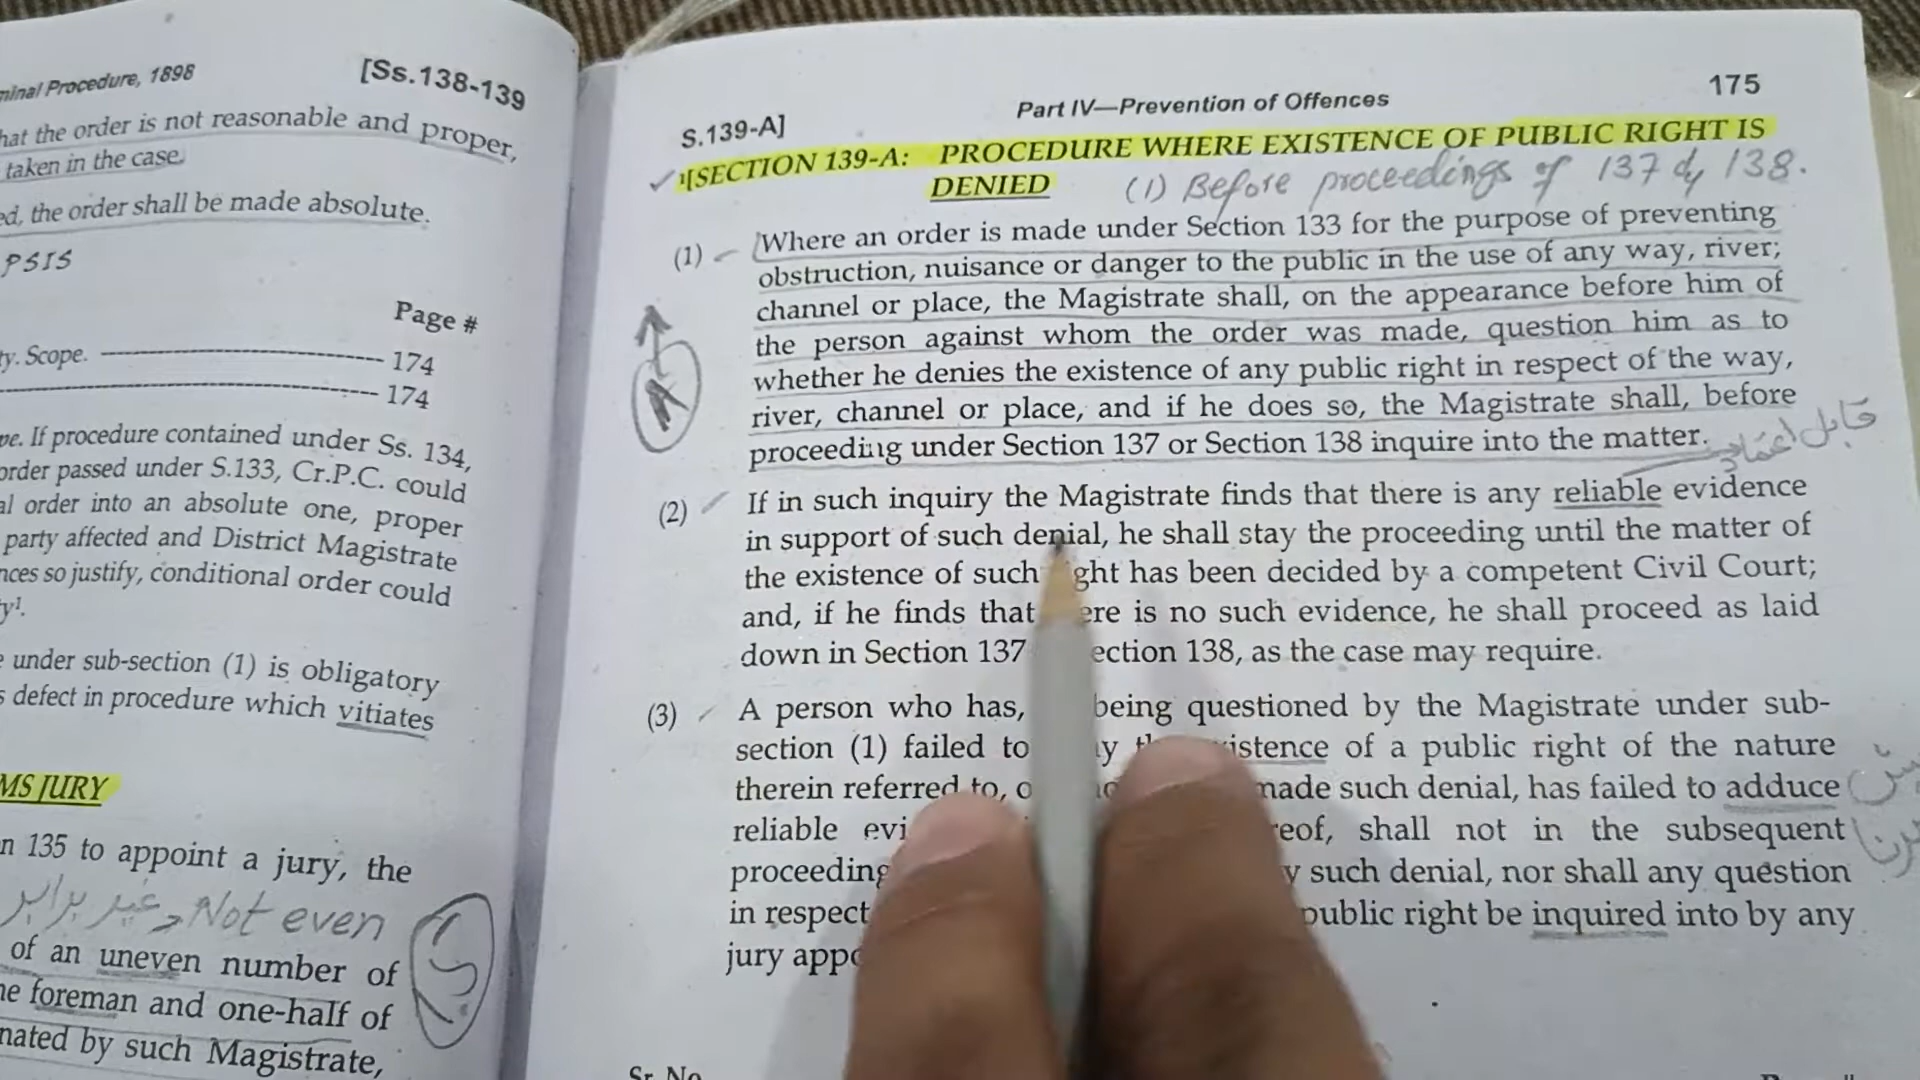 minal Procedure, 1898
[Ss.138-139
that the order is not reasonable and proper,
taken in the case.
ed, the order shall be made absolute.
PSIS
Page #
ty. Scope. 174
174
pe. If procedure contained under Ss. 134,
order passed under S.133, Cr.P.C. could
al order into an absolute one, proper
party affected and District Magistrate
nces so justify, conditional order could
y¹.
e under sub-section (1) is obligatory
s defect in procedure which vitiates
MS JURY
n 135 to appoint a jury, the
غیر برابر Not even
of an uneven number of
he foreman and one-half of
nated by such Magistrate,
175
Part IV—Prevention of Offences
S.139-A]
¹[SECTION 139-A: PROCEDURE WHERE EXISTENCE OF PUBLIC RIGHT IS
DENIED (1) Before proceedings of 137 dy 138.
(1) Where an order is made under Section 133 for the purpose of preventing
obstruction, nuisance or danger to the public in the use of any way, river;
channel or place, the Magistrate shall, on the appearance before him of
the person against whom the order was made, question him as to
whether he denies the existence of any public right in respect of the way,
river, channel or place, and if he does so, the Magistrate shall, before
proceeding under Section 137 or Section 138 inquire into the matter.
قابل اعتماد
(2) If in such inquiry the Magistrate finds that there is any reliable evidence
in support of such denial, he shall stay the proceeding until the matter of
the existence of such ght has been decided by a competent Civil Court;
and, if he finds that ere is no such evidence, he shall proceed as laid
down in Section 137 ection 138, as the case may require.
(3) A person who has, being questioned by the Magistrate under sub-
section (1) failed to y th istence of a public right of the nature
therein referred to, o made such denial, has failed to adduce
reliable evi eof, shall not in the subsequent
proceeding y such denial, nor shall any question
in respect public right be inquired into by any
jury appo
Sr. No